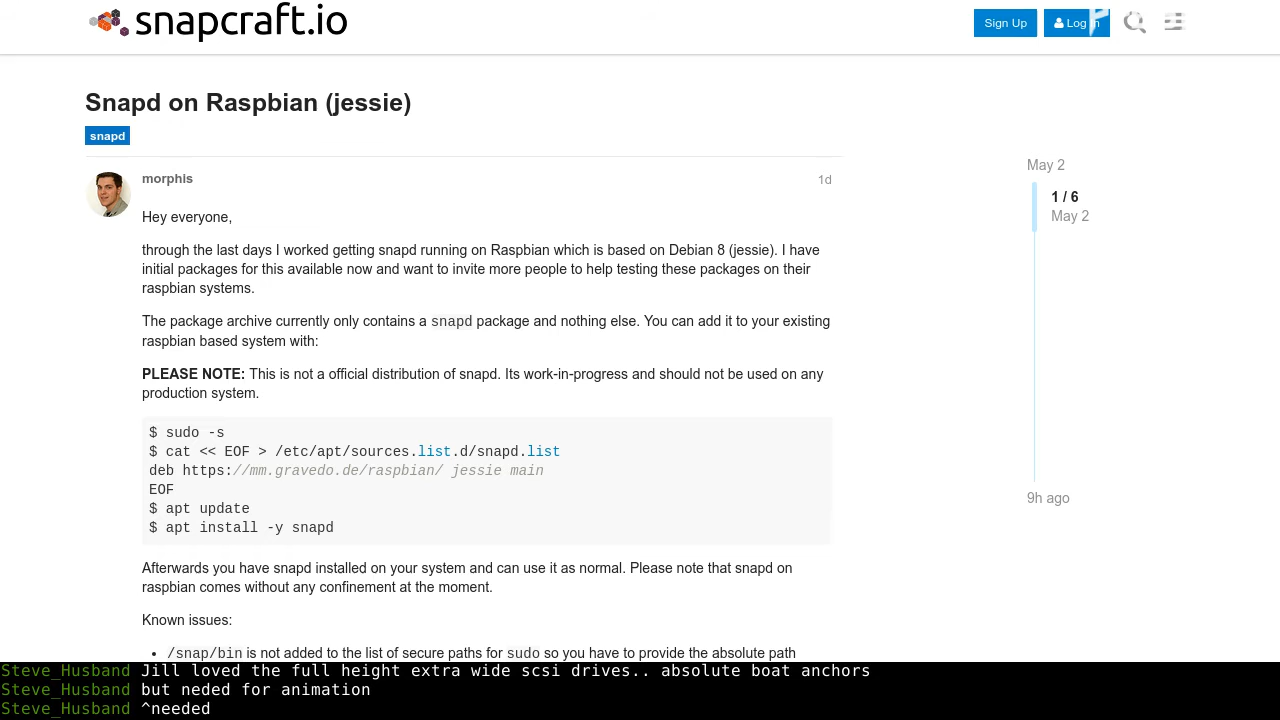 snapcraft.io
Sign Up
Log In
Snapd on Raspbian (jessie)
snapd
morphis
1d
Hey everyone,
through the last days I worked getting snapd running on Raspbian which is based on Debian 8 (jessie). I have
initial packages for this available now and want to invite more people to help testing these packages on their
raspbian systems.
The package archive currently only contains a snapd package and nothing else. You can add it to your existing
raspbian based system with:
PLEASE NOTE: This is not a official distribution of snapd. Its work-in-progress and should not be used on any
production system.
$ sudo -s
$ cat << EOF > /etc/apt/sources.list.d/snapd.list
deb https://mm.gravedo.de/raspbian/ jessie main
EOF
$ apt update
$ apt install -y snapd
Afterwards you have snapd installed on your system and can use it as normal. Please note that snapd on
raspbian comes without any confinement at the moment.
Known issues:
• /snap/bin is not added to the list of secure paths for sudo so you have to provide the absolute path
May 2
1 / 6
May 2
9h ago
Steve_Husband Jill loved the full height extra wide scsi drives.. absolute boat anchors
Steve_Husband but neded for animation
Steve_Husband ^needed